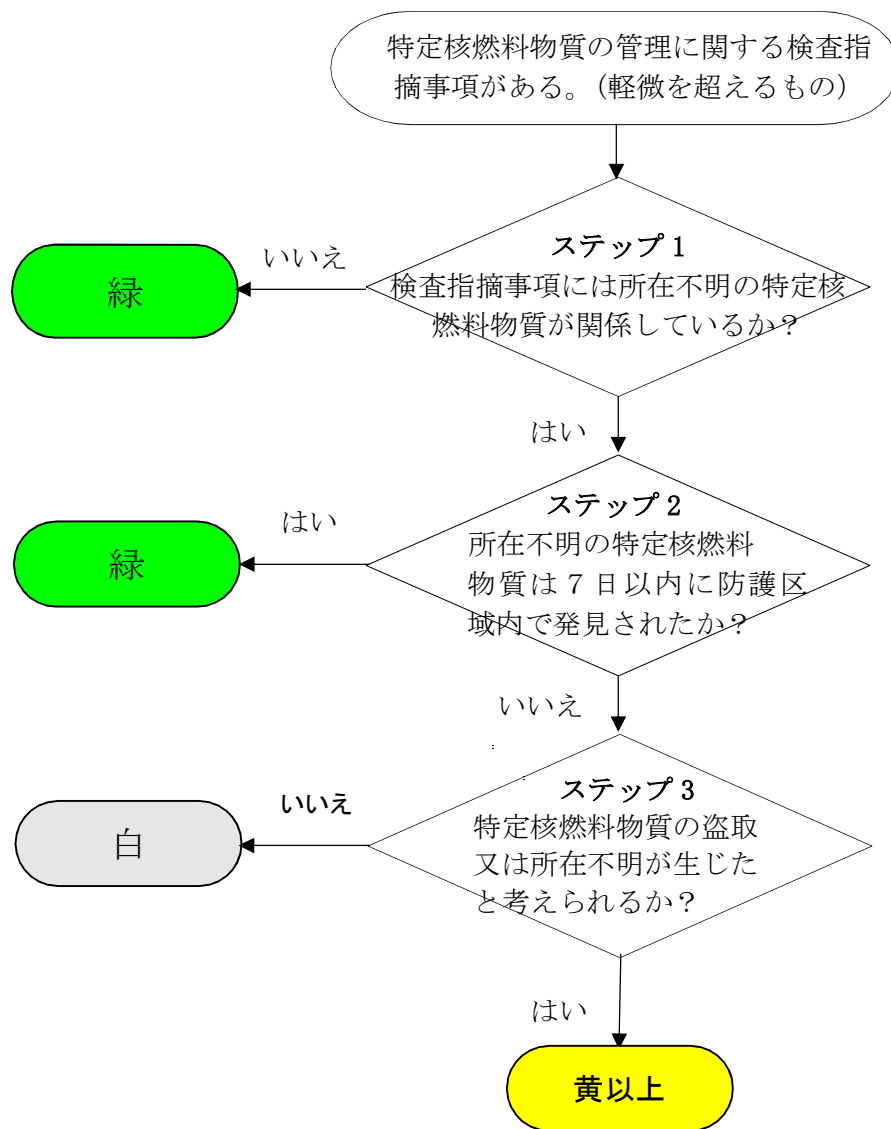 特定核燃料物質の管理に関する検査指
摘事項がある。（軽微を超えるもの）
ステップ１
検査指摘事項には所在不明の特定核
燃料物質が関係しているか？
いいえ
緑
はい
ステップ２
所在不明の特定核燃料
物質は７日以内に防護区
域内で発見されたか？
はい
緑
いいえ
ステップ３
特定核燃料物質の盗取
又は所在不明が生じた
と考えられるか？
いいえ
白
はい
黄以上